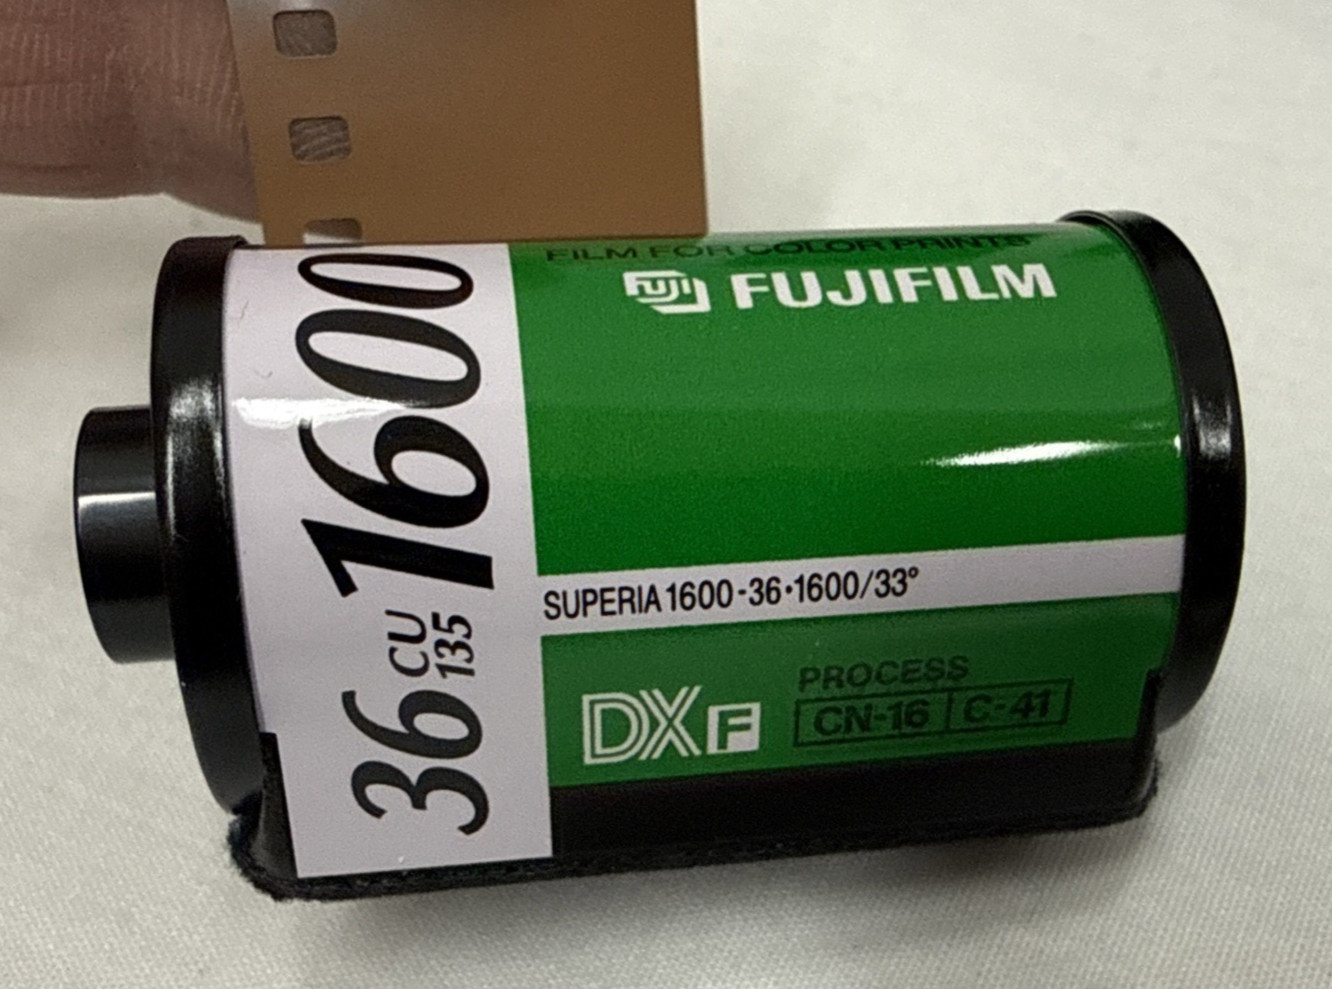 FILM FOR COLOR PRINTS
FUJI FUJIFILM
36 CU 135 1600
SUPERIA 1600-36•1600/33°
DX F
PROCESS
CN-16 C-41